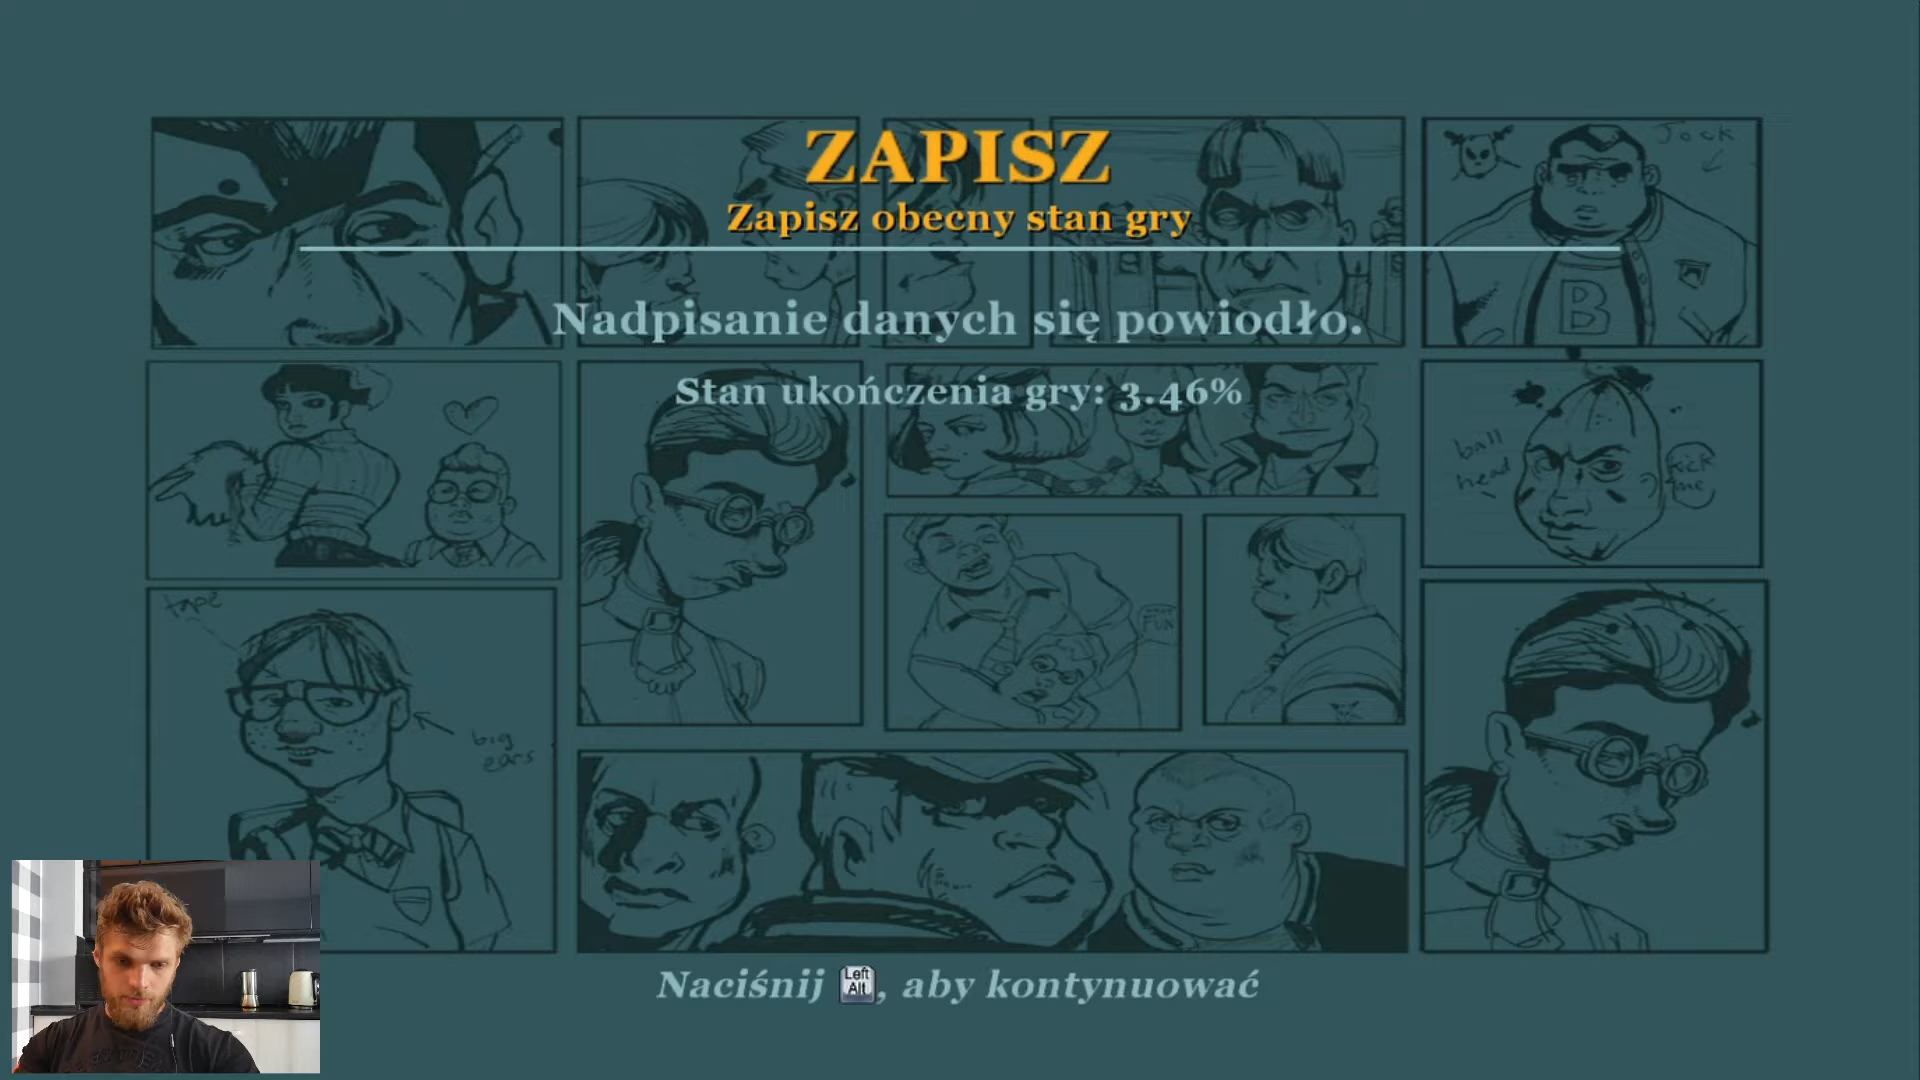 ZAPISZ
Zapisz obecny stan gry
Jock
Nadpisanie danych się powiodło.
B
Stan ukończenia gry: 3.46%
ball
head
kick
me
FUN
tape
big
ears
Naciśnij Left Alt, aby kontynuować